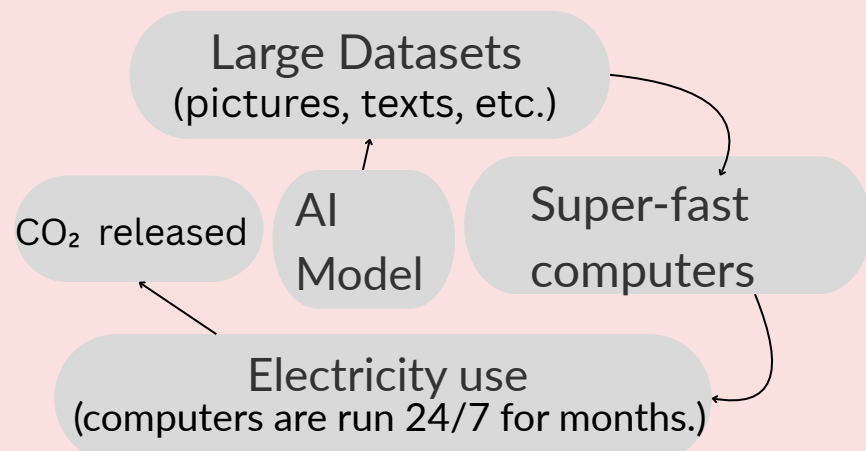 Large Datasets
(pictures, texts, etc.)
CO₂ released
AI
Model
Super-fast
computers
Electricity use
(computers are run 24/7 for months.)